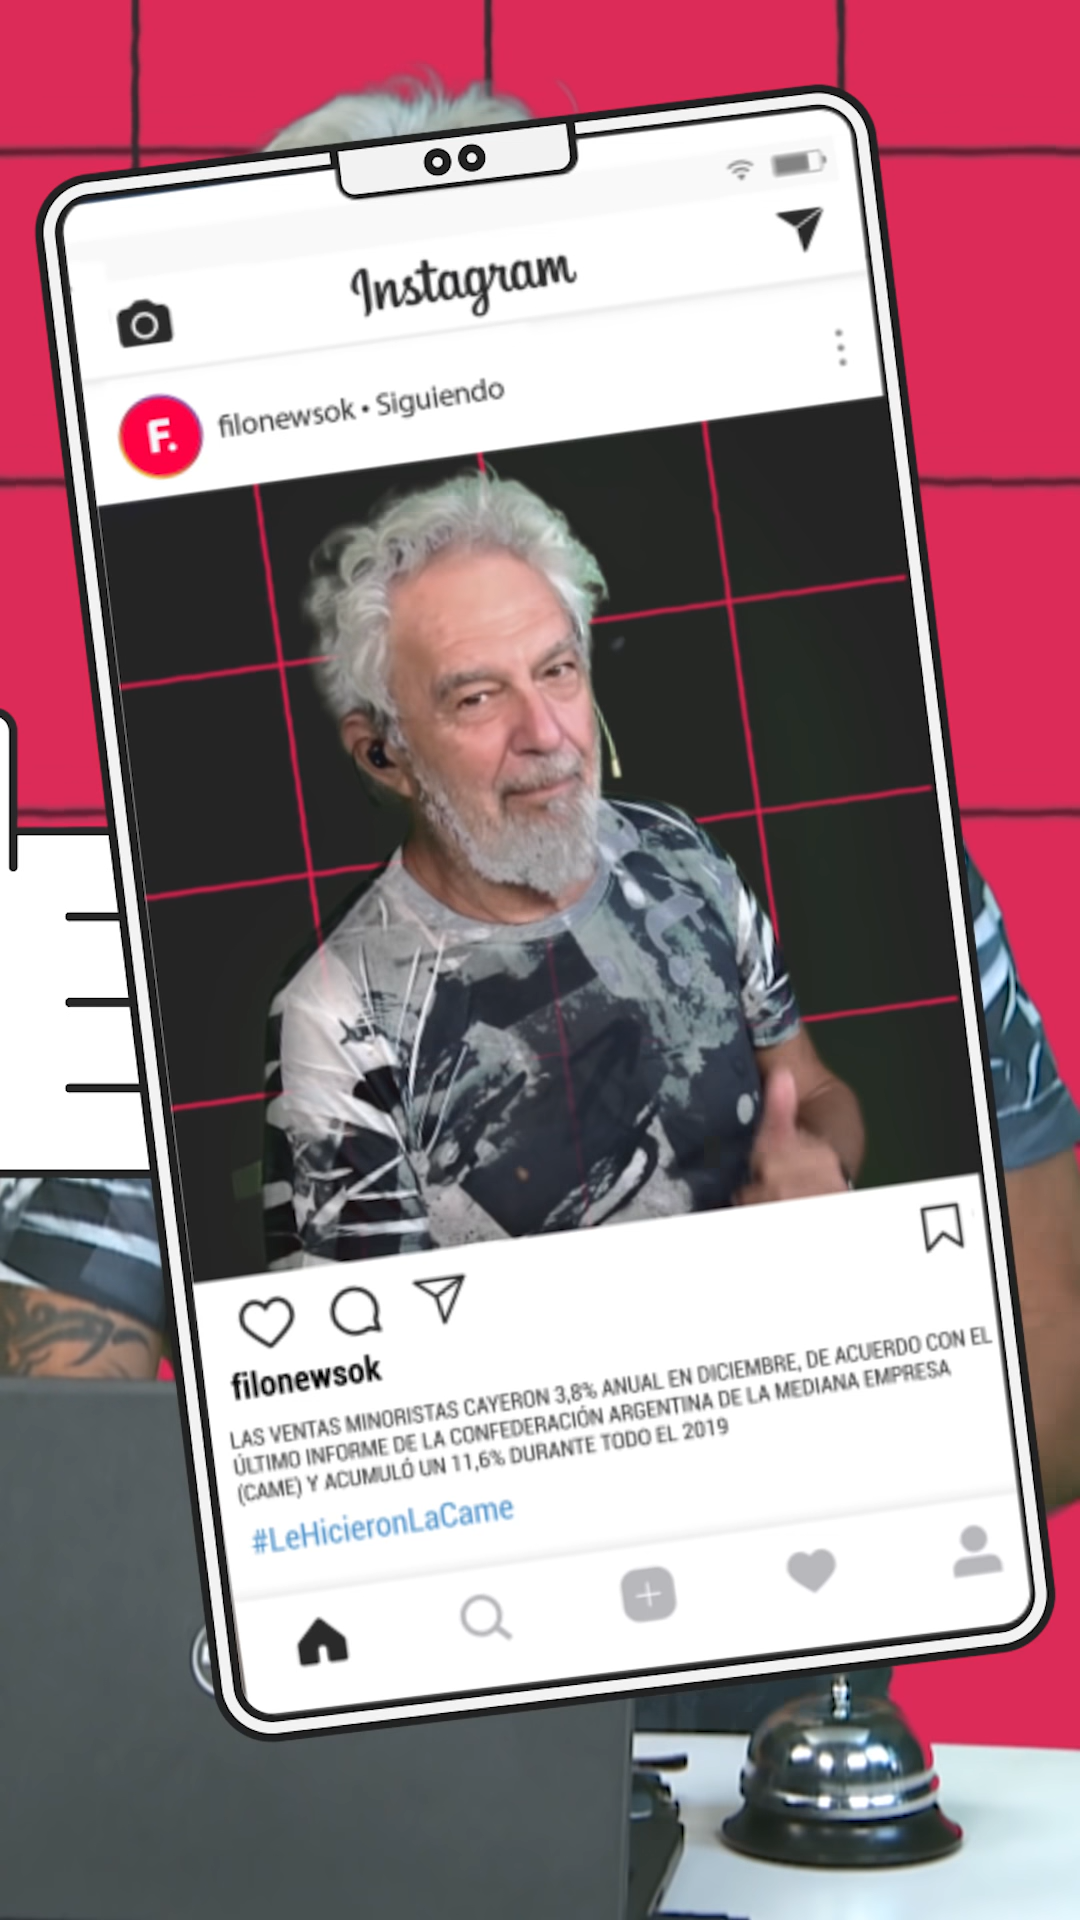 Instagram
F.
filonewsok • Siguiendo
filonewsok
LAS VENTAS MINORISTAS CAYERON 3,8% ANUAL EN DICIEMBRE, DE ACUERDO CON EL
ÚLTIMO INFORME DE LA CONFEDERACIÓN ARGENTINA DE LA MEDIANA EMPRESA
(CAME) Y ACUMULÓ UN 11,6% DURANTE TODO EL 2019
#LeHicieronLaCame